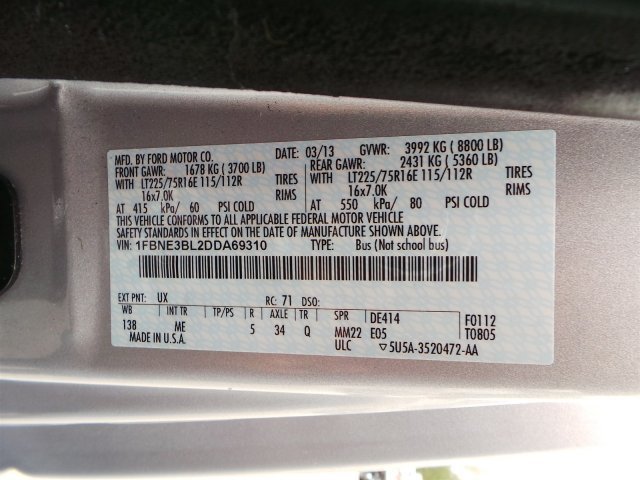 MFD. BY FORD MOTOR CO. DATE: 03/13 GVWR: 3992 KG ( 8800 LB)
FRONT GAWR: 1678 KG ( 3700 LB) REAR GAWR: 2431 KG ( 5360 LB)
WITH LT225/75R16E 115/112R TIRES WITH LT225/75R16E 115/112R TIRES
16x7.0K RIMS 16x7.0K RIMS
AT 415 kPa/ 60 PSI COLD AT 550 kPa/ 80 PSI COLD
THIS VEHICLE CONFORMS TO ALL APPLICABLE FEDERAL MOTOR VEHICLE
SAFETY STANDARDS IN EFFECT ON THE DATE OF MANUFACTURE SHOWN ABOVE.
VIN: 1FBNE3BL2DDA69310 TYPE: Bus (Not school bus)
EXT PNT: UX RC: 71 DSO:
WB INT TR TP/PS R AXLE TR SPR DE414 F0112
138 ME 5 34 Q MM22 E05 T0805
MADE IN U.S.A. ULC ▽5U5A-3520472-AA